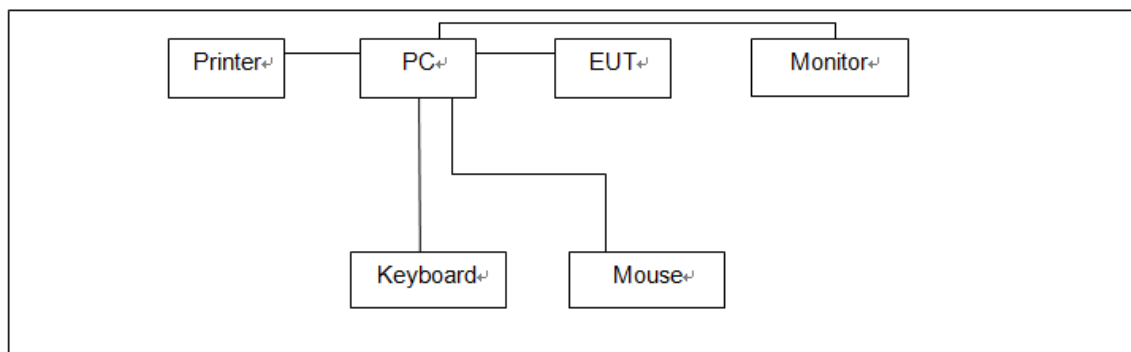 Printer
PC
EUT
Monitor
Keyboard
Mouse